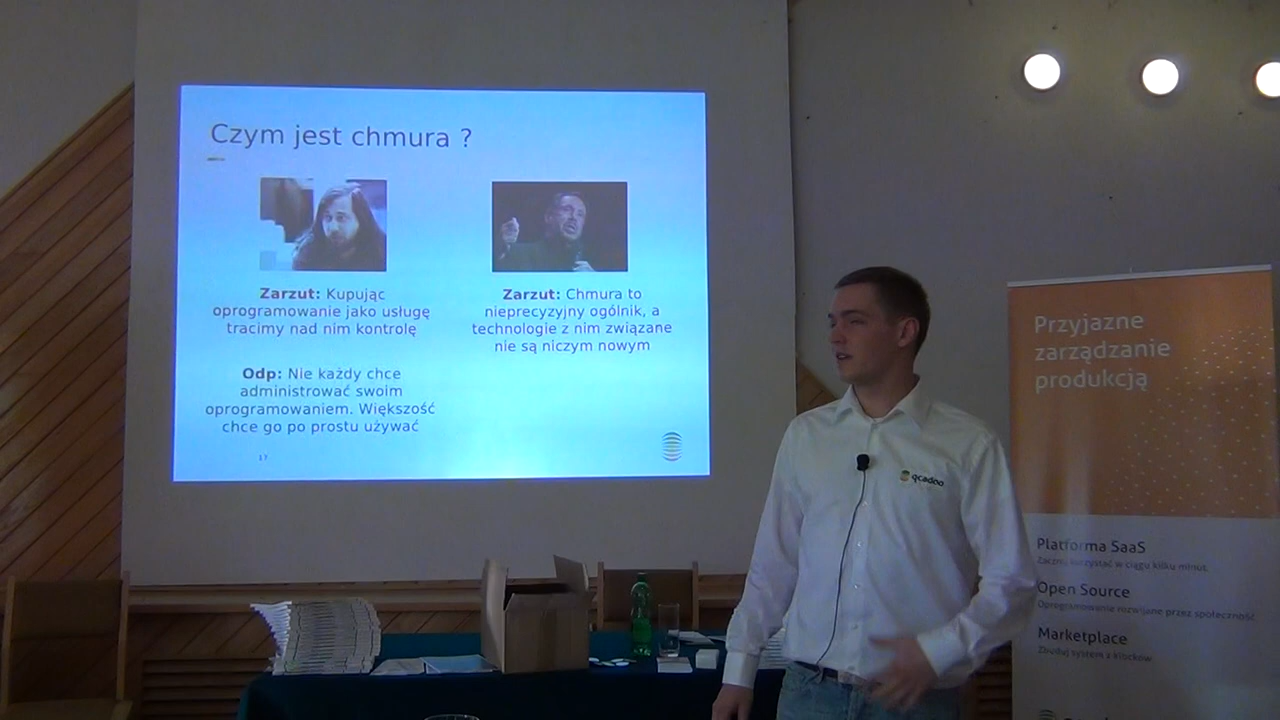 Czym jest chmura ?
Zarzut: Kupując
oprogramowanie jako usługę
tracimy nad nim kontrolę
Odp: Nie każdy chce
administrować swoim
oprogramowaniem. Większość
chce go po prostu używać
Zarzut: Chmura to
nieprecyzyjny ogólnik, a
technologie z nim związane
nie są niczym nowym
17
qcadoo
Przyjazne
zarządzanie
produkcją
Platforma SaaS
Zacznij korzystać w ciągu kilku minut.
Open Source
Oprogramowanie rozwijane przez społeczność.
Marketplace
Zbuduj system z klocków.